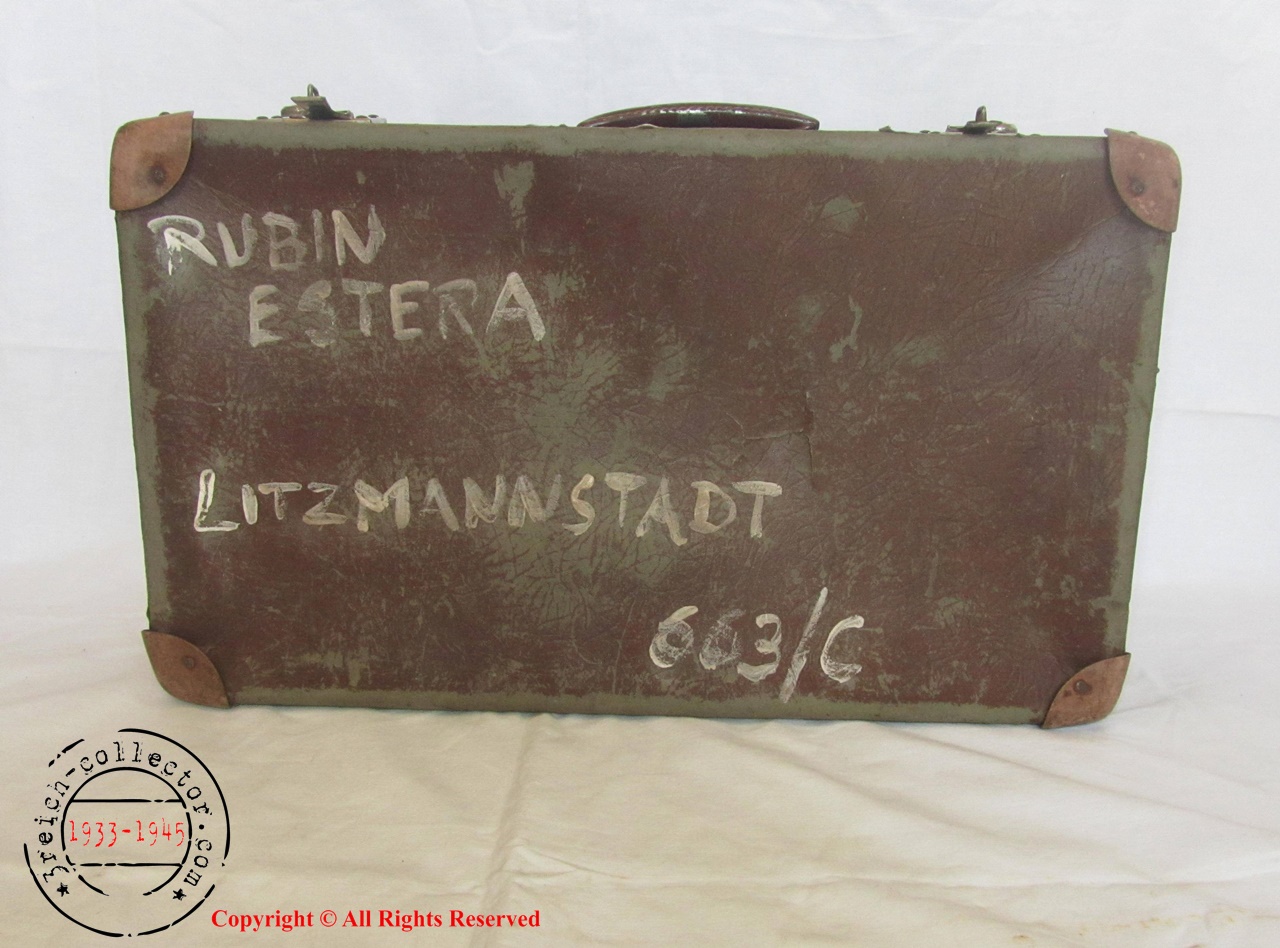 RUBIN
ESTERA
LITZMANNSTADT
663/C
3reich-collector.com
1933-1945
Copyright © All Rights Reserved